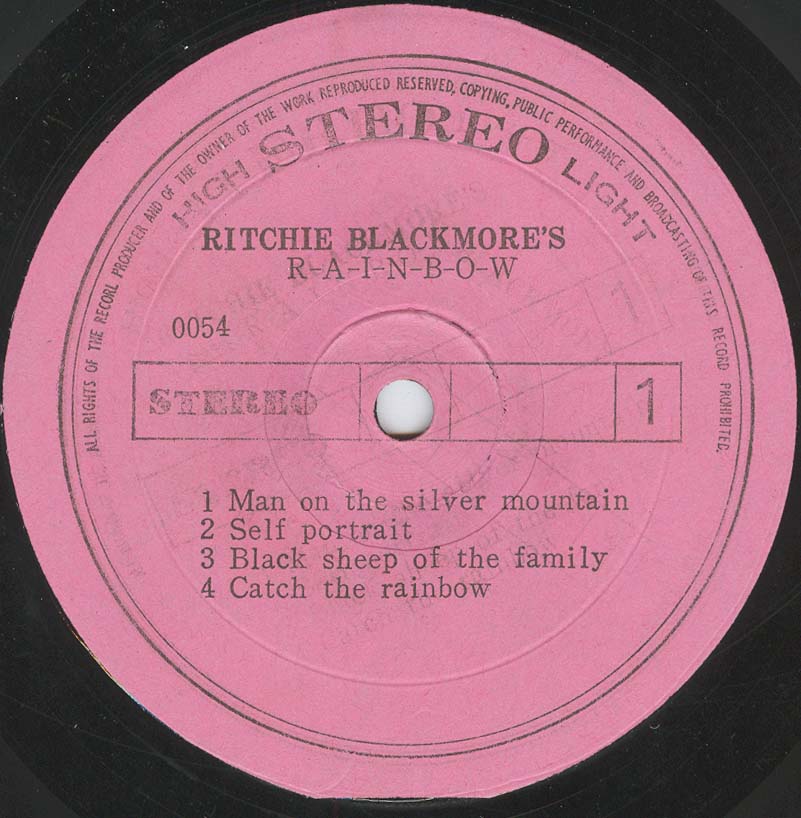 ALL RIGHTS OF THE RECORL PRODUCER AND OF THE OWNER OF THE WORK REPRODUCED RESERVED, COPYING, PUBLIC PERFORMANCE AND BROADCASTING OF THIS RECORD PROHIBITED.
HIGH STEREO LIGHT
RITCHIE BLACKMORE'S
R-A-I-N-B-O-W
0054
STEREO 1
1 Man on the silver mountain
2 Self portrait
3 Black sheep of the family
4 Catch the rainbow